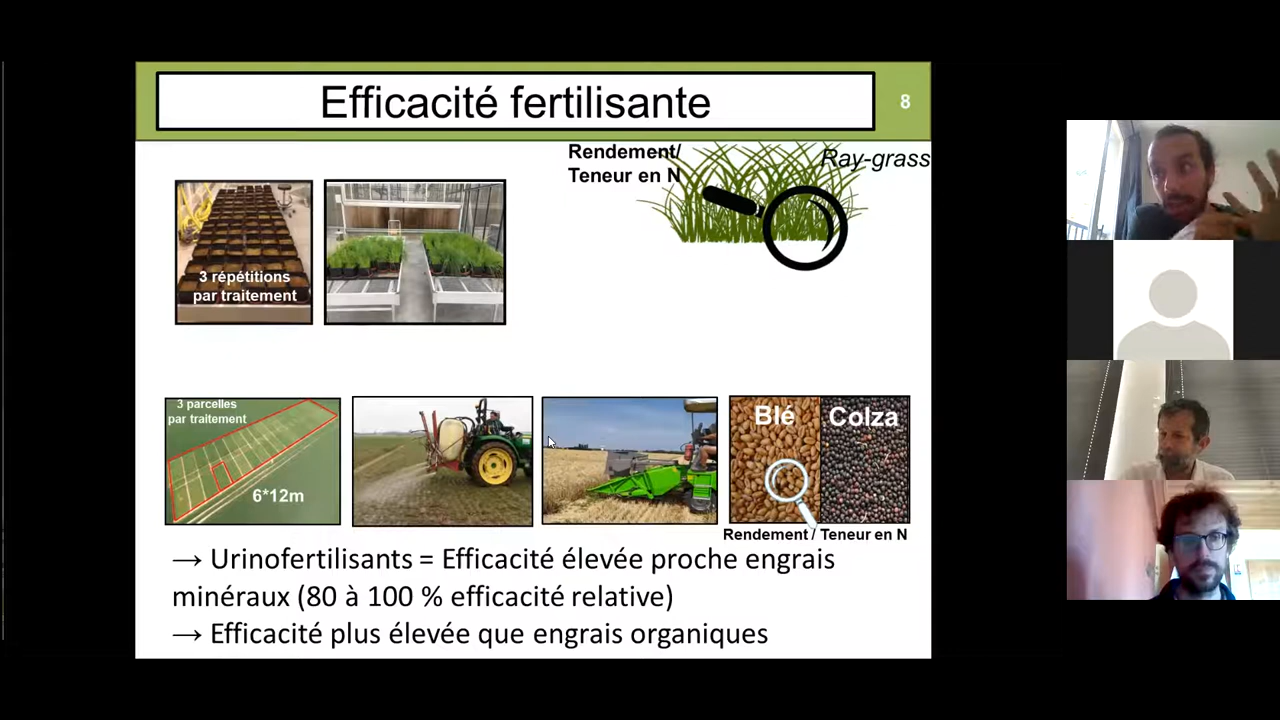 Efficacité fertilisante
8
Rendement/
Teneur en N
Ray-grass
3 répétitions
par traitement
3 parcelles
par traitement
6*12m
Blé
Colza
Rendement / Teneur en N
→ Urinofertilisants = Efficacité élevée proche engrais
minéraux (80 à 100 % efficacité relative)
→ Efficacité plus élevée que engrais organiques